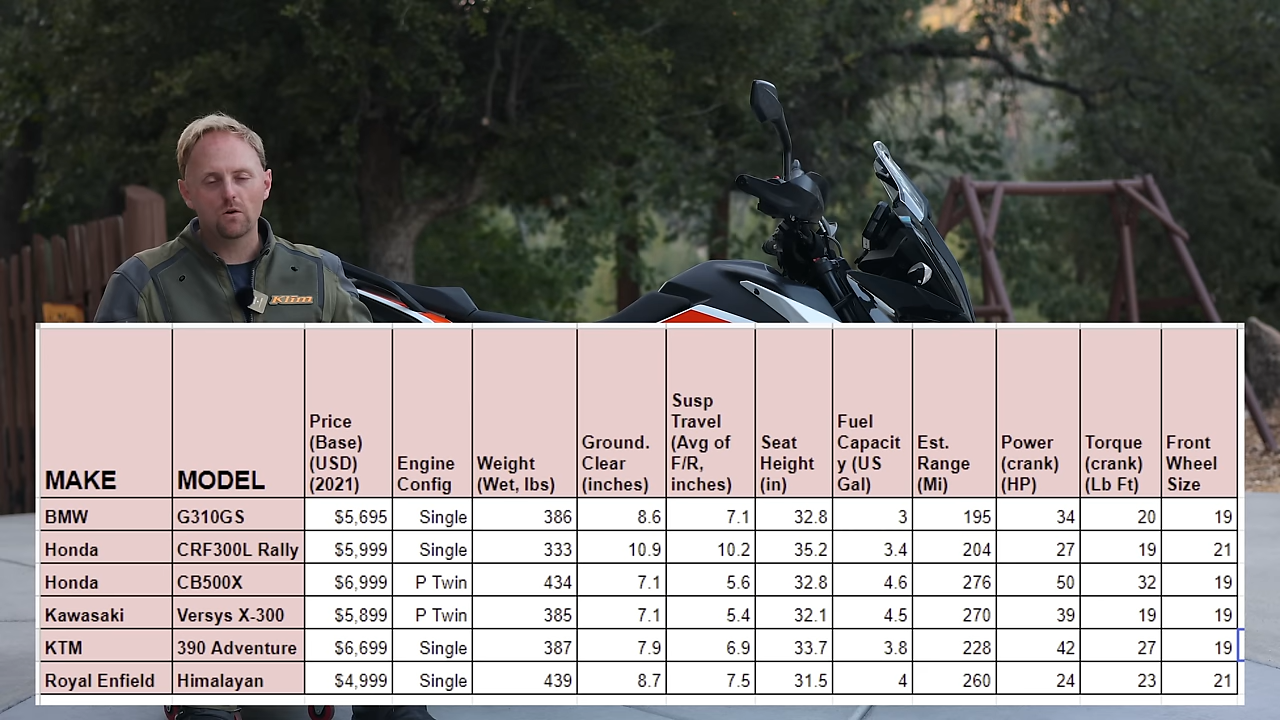 Klim
MAKE MODEL Price (Base) (USD) (2021) Engine Config Weight (Wet, lbs) Ground. Clear (inches) Susp Travel (Avg of F/R, inches) Seat Height (in) Fuel Capacit y (US Gal) Est. Range (Mi) Power (crank) (HP) Torque (crank) (Lb Ft) Front Wheel Size
BMW G310GS $5,695 Single 386 8.6 7.1 32.8 3 195 34 20 19
Honda CRF300L Rally $5,999 Single 333 10.9 10.2 35.2 3.4 204 27 19 21
Honda CB500X $6,999 P Twin 434 7.1 5.6 32.8 4.6 276 50 32 19
Kawasaki Versys X-300 $5,899 P Twin 385 7.1 5.4 32.1 4.5 270 39 19 19
KTM 390 Adventure $6,699 Single 387 7.9 6.9 33.7 3.8 228 42 27 19
Royal Enfield Himalayan $4,999 Single 439 8.7 7.5 31.5 4 260 24 23 21